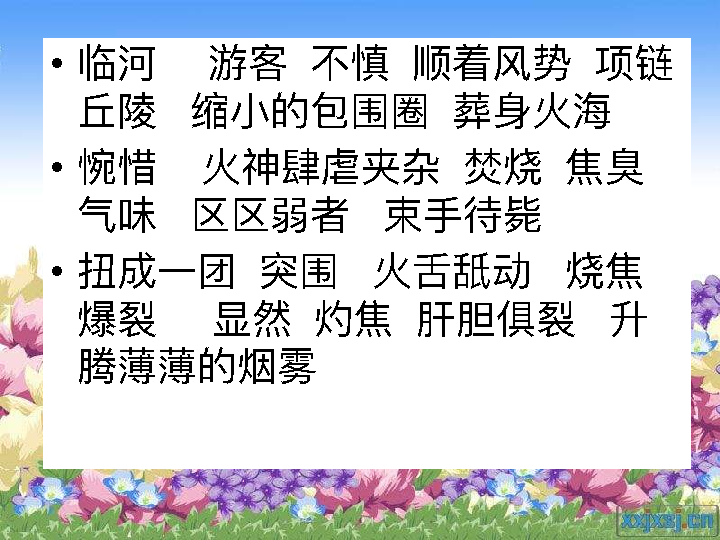 • 临河 游客 不慎 顺着风势 项链
丘陵 缩小的包围圈 葬身火海
• 惋惜 火神肆虐夹杂 焚烧 焦臭
气味 区区弱者 束手待毙
• 扭成一团 突围 火舌舐动 烧焦
爆裂 显然 灼焦 肝胆俱裂 升
腾薄薄的烟雾
xxjxsj.cn